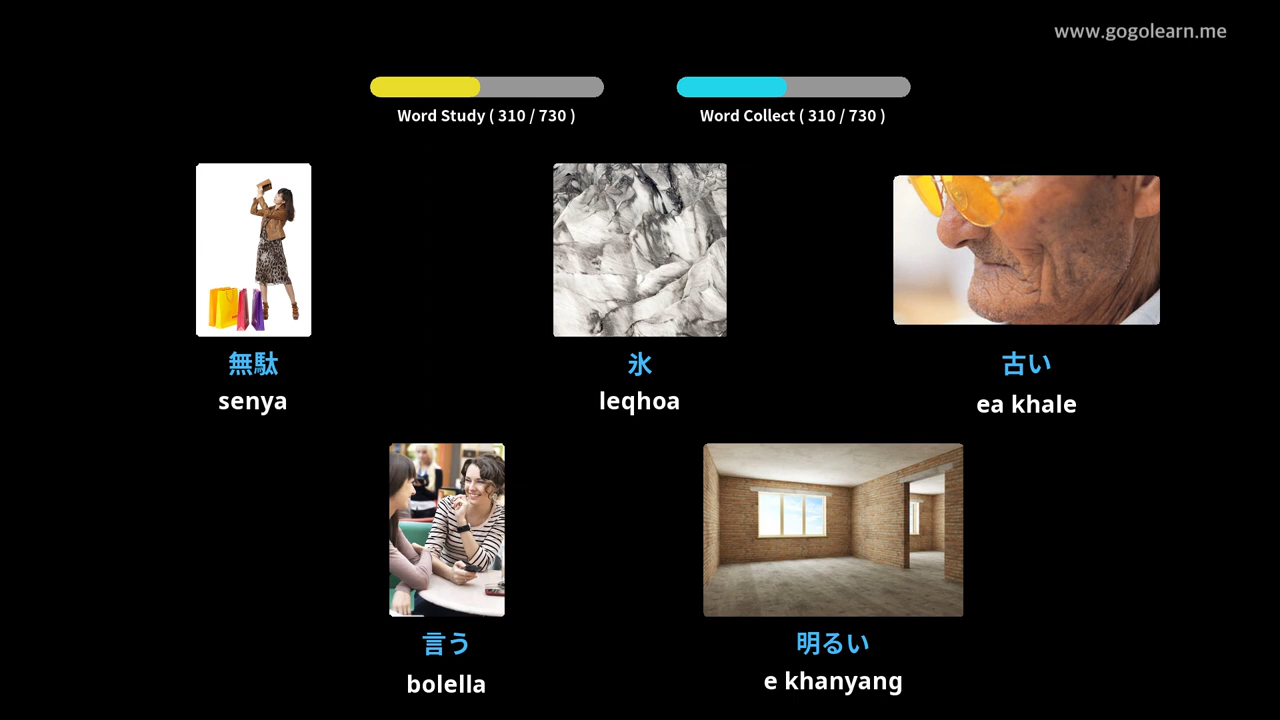 www.gogolearn.me
Word Study ( 310 / 730 )
Word Collect ( 310 / 730 )
無駄
senya
氷
leqhoa
古い
ea khale
言う
bolella
明るい
e khanyang